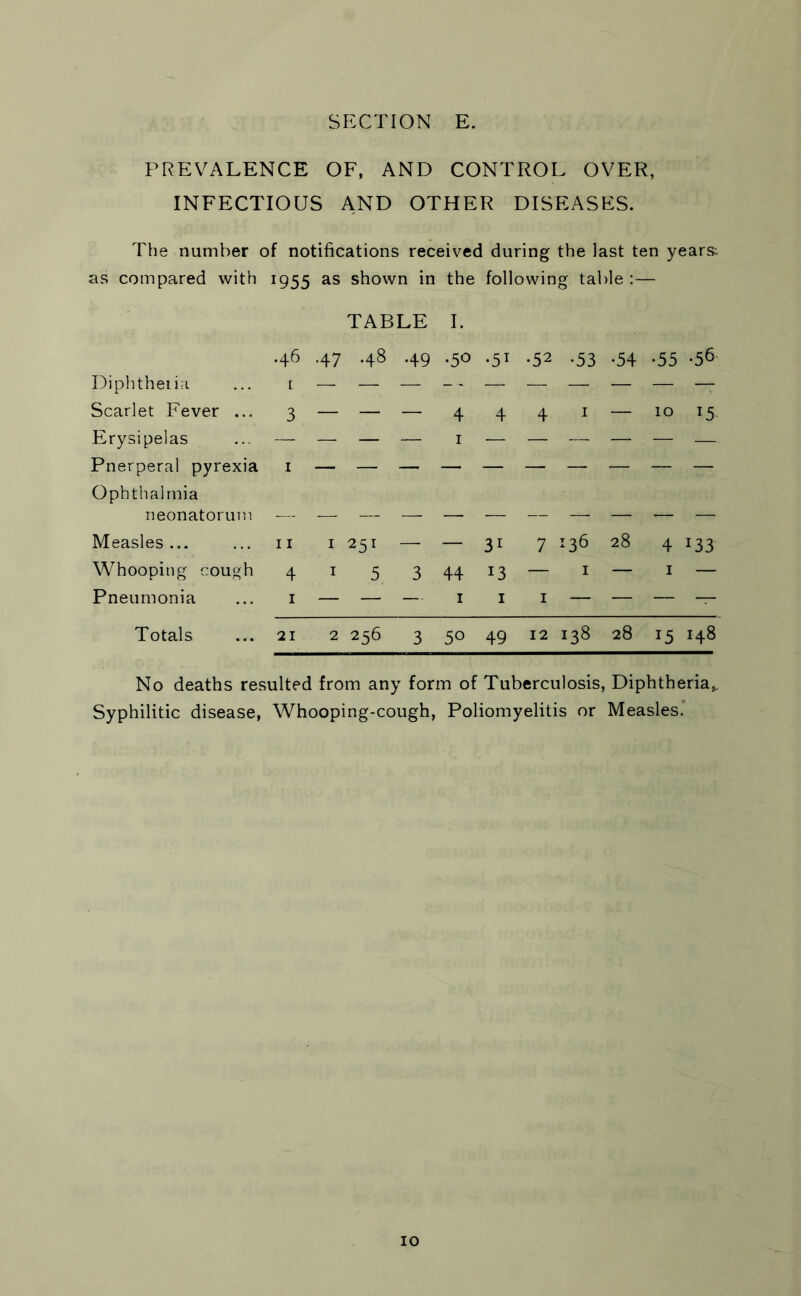 SECTION E.
PREVALENCE OF, AND CONTROL OVER,
INFECTIOUS AND OTHER DISEASES.
The number of notifications received during the last ten years
as compared with 1955 as shown in the following table :—
TABLE I.
.46 .47 .48 .49 .50 .51 .52 .53 .54 .55 .56
Diphtheria ... 1 — — — — — — — — — —
Scarlet Fever ... 3 — — — 4 4 4 1 — 10 15
Erysipelas ... — — — — 1 — — — — — —
Pnerperal pyrexia 1 — — — — — — — — — —
Ophthalmia
neonatorum — — — — — — — — — — —
Measles ... ... 11 1 251 — — 31 7 136 28 4 133
Whooping cough 4 1 5 3 44 13 — 1 — 1 —
Pneumonia ... 1 — — — 1 1 1 — — — —
Totals ... 21 2 256 3 50 49 12 138 28 15 148
No deaths resulted from any form of Tuberculosis, Diphtheria,
Syphilitic disease, Whooping-cough, Poliomyelitis or Measles.
10